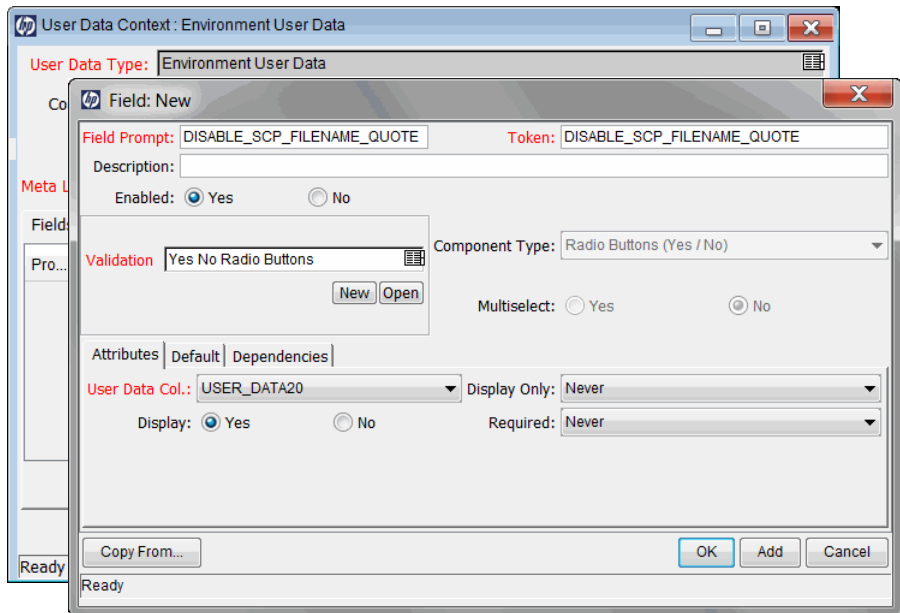 hp User Data Context : Environment User Data
User Data Type: Environment User Data
Co
hp Field: New
Field Prompt: DISABLE_SCP_FILENAME_QUOTE Token: DISABLE_SCP_FILENAME_QUOTE
Description:
Meta L
Enabled: Yes No
Field
Validation Yes No Radio Buttons
Component Type: Radio Buttons (Yes / No)
Pro...
New Open
Multiselect: Yes No
Attributes Default Dependencies
User Data Col.: USER_DATA20 Display Only: Never
Display: Yes No Required: Never
Copy From... OK Add Cancel
Ready
Ready